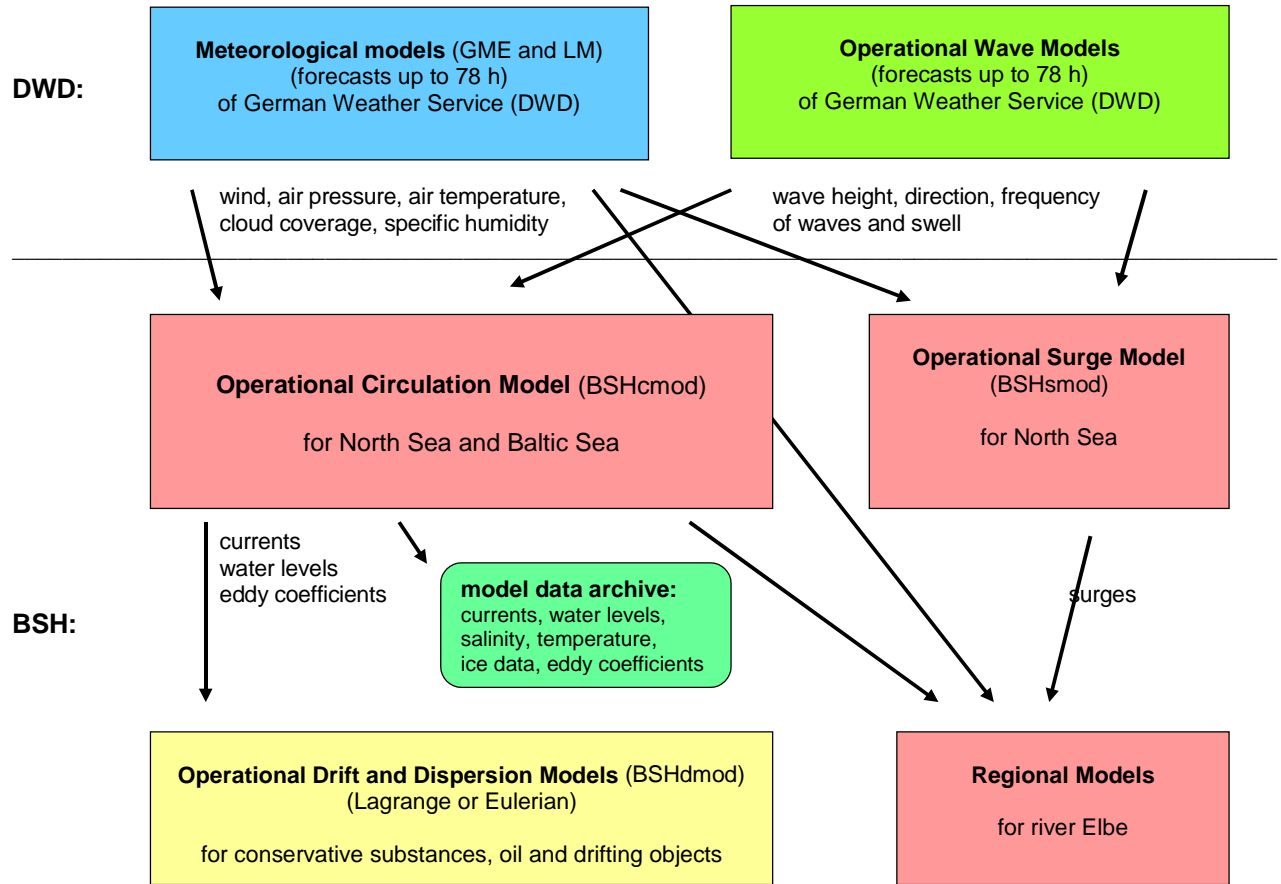 DWD:
Meteorological models (GME and LM)
(forecasts up to 78 h)
of German Weather Service (DWD)
Operational Wave Models
(forecasts up to 78 h)
of German Weather Service (DWD)
wind, air pressure, air temperature,
cloud coverage, specific humidity
wave height, direction, frequency
of waves and swell
Operational Circulation Model (BSHcmod)
for North Sea and Baltic Sea
Operational Surge Model
(BSHsmod)
for North Sea
BSH:
currents
water levels
eddy coefficients
model data archive:
currents, water levels,
salinity, temperature,
ice data, eddy coefficients
surges
Operational Drift and Dispersion Models (BSHdmod)
(Lagrange or Eulerian)
for conservative substances, oil and drifting objects
Regional Models
for river Elbe